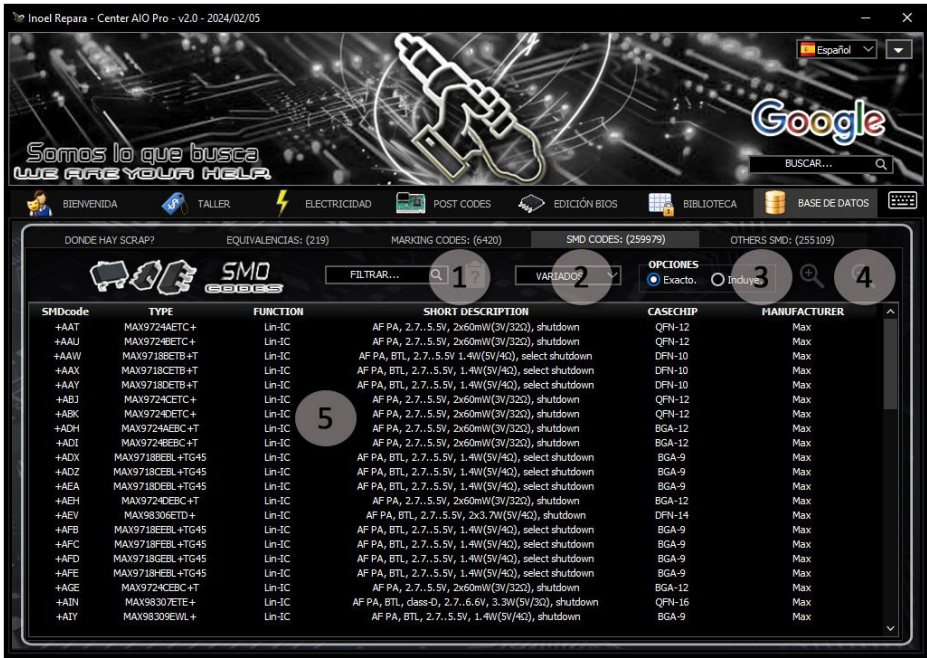 Inoel Repara - Center AIO Pro - v2.0 - 2024/02/05
Español
Google
Somos lo que busca
WE ARE YOUR HELP
BUSCAR...
BIENVENIDA TALLER ELECTRICIDAD POST CODES EDICIÓN BIOS BIBLIOTECA BASE DE DATOS
DONDE HAY SCRAP? EQUIVALENCIAS: (219) MARKING CODES: (6420) SMD CODES: (259979) OTHERS SMD: (255109)
SMD CODES FILTRAR... 1 VARIADOS 2 OPCIONES Exacto. Incluye. 3 4
SMDcode TYPE FUNCTION SHORT DESCRIPTION CASECHIP MANUFACTURER
+AAT MAX9724AETC+ Lin-IC AF PA, 2.7..5.5V, 2x60mW(3V/32Ω), shutdown QFN-12 Max
+AAU MAX9724BETC+ Lin-IC AF PA, 2.7..5.5V, 2x60mW(3V/32Ω), shutdown QFN-12 Max
+AAW MAX9718BETB+T Lin-IC AF PA, BTL, 2.7..5.5V 1.4W(5V/4Ω), select shutdown DFN-10 Max
+AAX MAX9718CETB+T Lin-IC AF PA, BTL, 2.7..5.5V, 1.4W(5V/4Ω), select shutdown DFN-10 Max
+AAY MAX9718DETB+T Lin-IC AF PA, BTL, 2.7..5.5V, 1.4W(5V/4Ω), select shutdown DFN-10 Max
+ABJ MAX9724CETC+ Lin-IC AF PA, 2.7..5.5V, 2x60mW(3V/32Ω), shutdown QFN-12 Max
+ABK MAX9724DETC+ Lin-IC AF PA, 2.7..5.5V, 2x60mW(3V/32Ω), shutdown QFN-12 Max
5
+ADH MAX9724AEBC+T Lin-IC AF PA, 2.7..5.5V, 2x60mW(3V/32Ω), shutdown BGA-12 Max
+ADI MAX9724BEBC+T Lin-IC AF PA, 2.7..5.5V, 2x60mW(3V/32Ω), shutdown BGA-12 Max
+ADX MAX9718BEBL+TG45 Lin-IC AF PA, BTL, 2.7..5.5V, 1.4W(5V/4Ω), select shutdown BGA-9 Max
+ADZ MAX9718CEBL+TG45 Lin-IC AF PA, BTL, 2.7..5.5V, 1.4W(5V/4Ω), select shutdown BGA-9 Max
+AEA MAX9718DEBL+TG45 Lin-IC AF PA, BTL, 2.7..5.5V, 1.4W(5V/4Ω), select shutdown BGA-9 Max
+AEH MAX9724DEBC+T Lin-IC AF PA, 2.7..5.5V, 2x60mW(3V/32Ω), shutdown BGA-12 Max
+AEV MAX98306ETD+ Lin-IC AF PA, BTL, 2.7..5.5V, 2x3.7W(5V/4Ω), shutdown DFN-14 Max
+AFB MAX9718EEBL+TG45 Lin-IC AF PA, BTL, 2.7..5.5V, 1.4W(5V/4Ω), select shutdown BGA-9 Max
+AFC MAX9718FEBL+TG45 Lin-IC AF PA, BTL, 2.7..5.5V, 1.4W(5V/4Ω), select shutdown BGA-9 Max
+AFD MAX9718GEBL+TG45 Lin-IC AF PA, BTL, 2.7..5.5V, 1.4W(5V/4Ω), select shutdown BGA-9 Max
+AFE MAX9718HEBL+TG45 Lin-IC AF PA, BTL, 2.7..5.5V, 1.4W(5V/4Ω), select shutdown BGA-9 Max
+AGE MAX9724CEBC+T Lin-IC AF PA, 2.7..5.5V, 2x60mW(3V/32Ω), shutdown BGA-12 Max
+AIN MAX98307ETE+ Lin-IC AF PA, BTL, class-D, 2.7..6.6V, 3.3W(5V/3Ω), shutdown QFN-16 Max
+AIY MAX98309EWL+ Lin-IC AF PA, BTL, 2.7..5.5V, 1.4W(5V/4Ω), shutdown BGA-9 Max